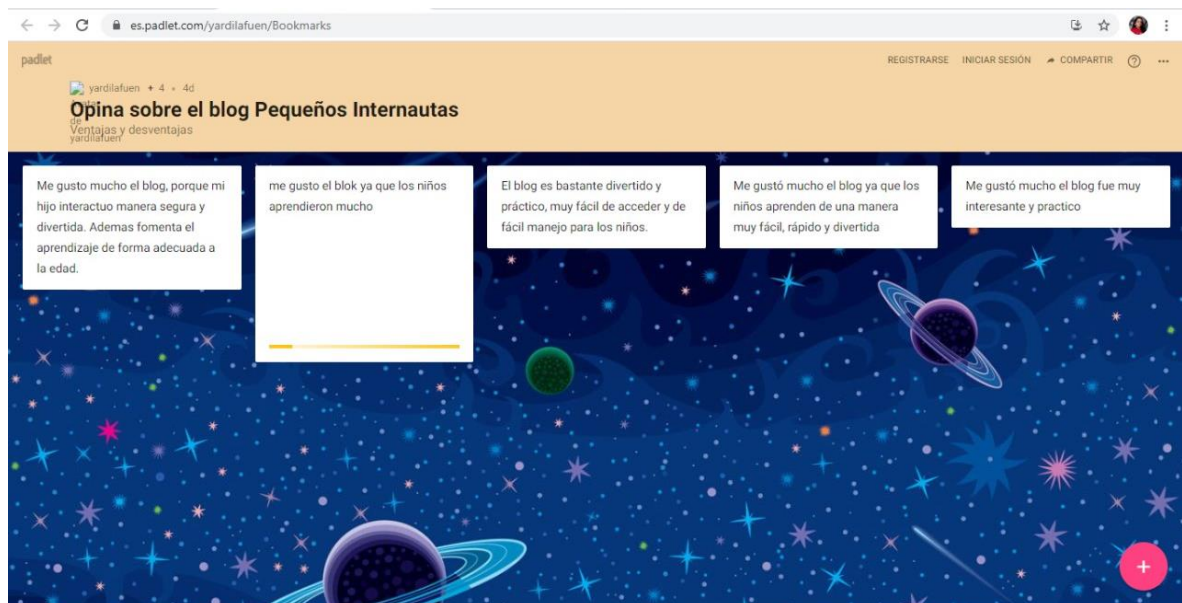 es.padlet.com/yardilafuen/Bookmarks
padlet
REGISTRARSE INICIAR SESIÓN COMPARTIR
yardilafuen + 4 • 4d
Opina sobre el blog Pequeños Internautas
Ventajas y desventajas
de
yardilafuen
Me gusto mucho el blog, porque mi
hijo interactuo manera segura y
divertida. Ademas fomenta el
aprendizaje de forma adecuada a
la edad.
me gusto el blok ya que los niños
aprendieron mucho
El blog es bastante divertido y
práctico, muy fácil de acceder y de
fácil manejo para los niños.
Me gustó mucho el blog ya que los
niños aprenden de una manera
muy fácil, rápido y divertida
Me gustó mucho el blog fue muy
interesante y practico